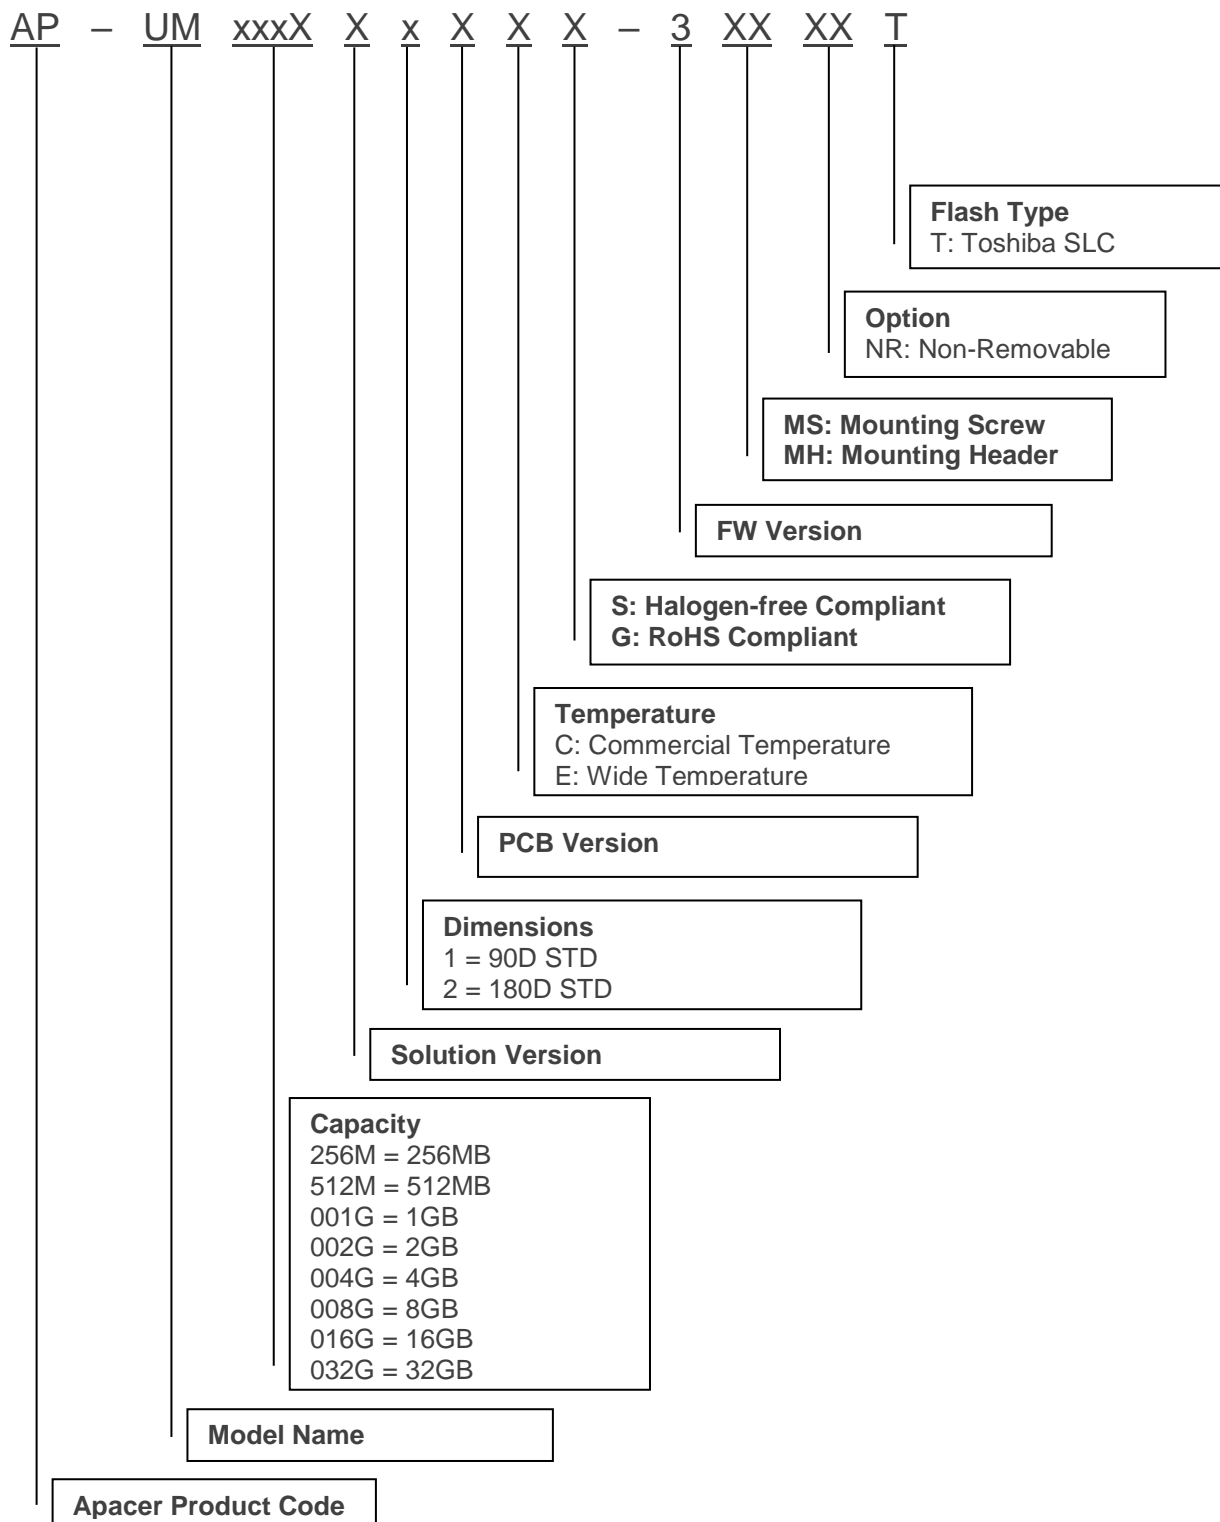 AP – UM xxxX X x X X X – 3 XX XX T
Flash Type
T: Toshiba SLC
Option
NR: Non-Removable
MS: Mounting Screw
MH: Mounting Header
FW Version
S: Halogen-free Compliant
G: RoHS Compliant
Temperature
C: Commercial Temperature
E: Wide Temperature
PCB Version
Dimensions
1 = 90D STD
2 = 180D STD
Solution Version
Capacity
256M = 256MB
512M = 512MB
001G = 1GB
002G = 2GB
004G = 4GB
008G = 8GB
016G = 16GB
032G = 32GB
Model Name
Apacer Product Code